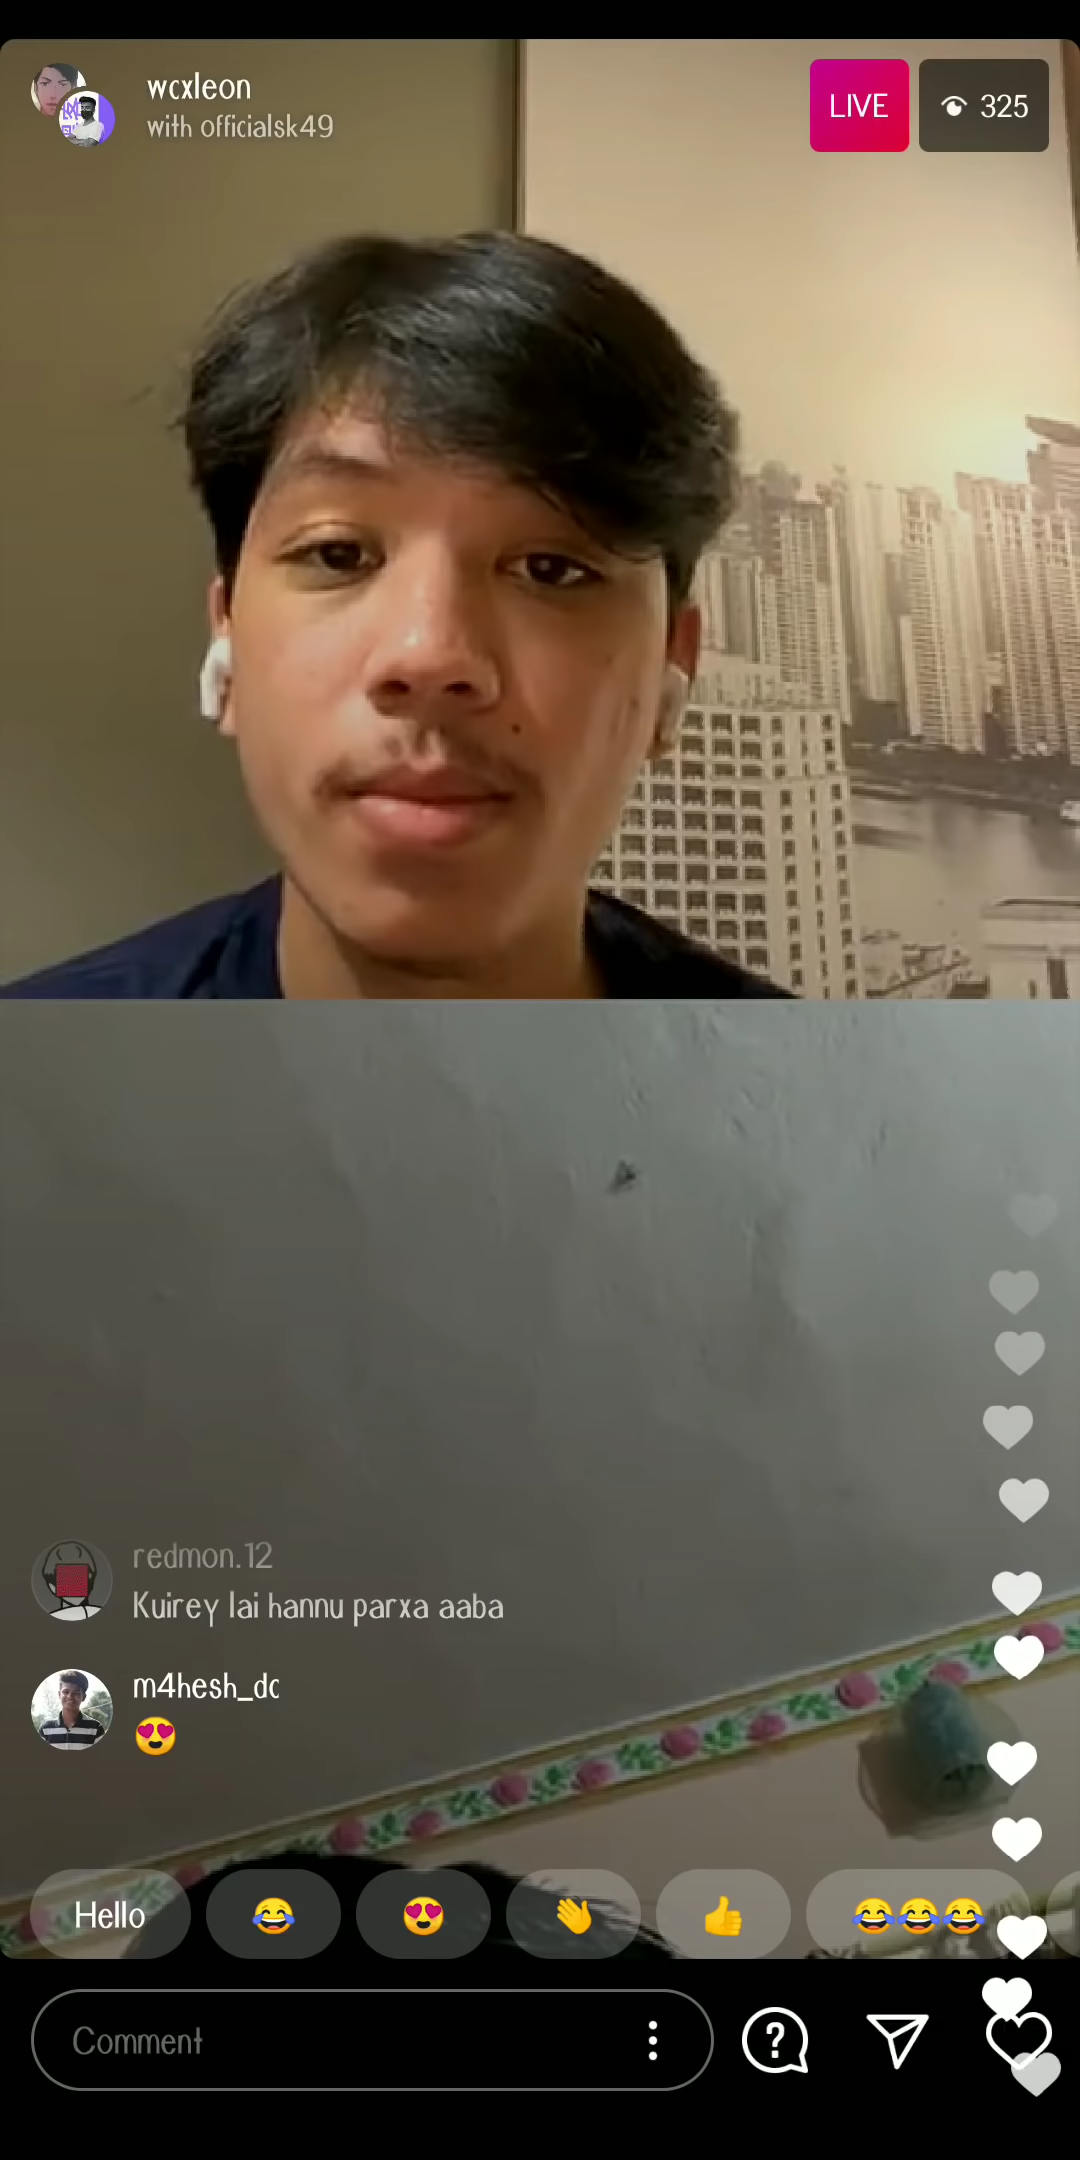 wcxleon
with officialsk49
LIVE
325
redmon.12
Kuirey lai hannu parxa aaba
m4hesh_dc
😍
Hello
😂
😍
👋
👍
😂😂😂
Comment